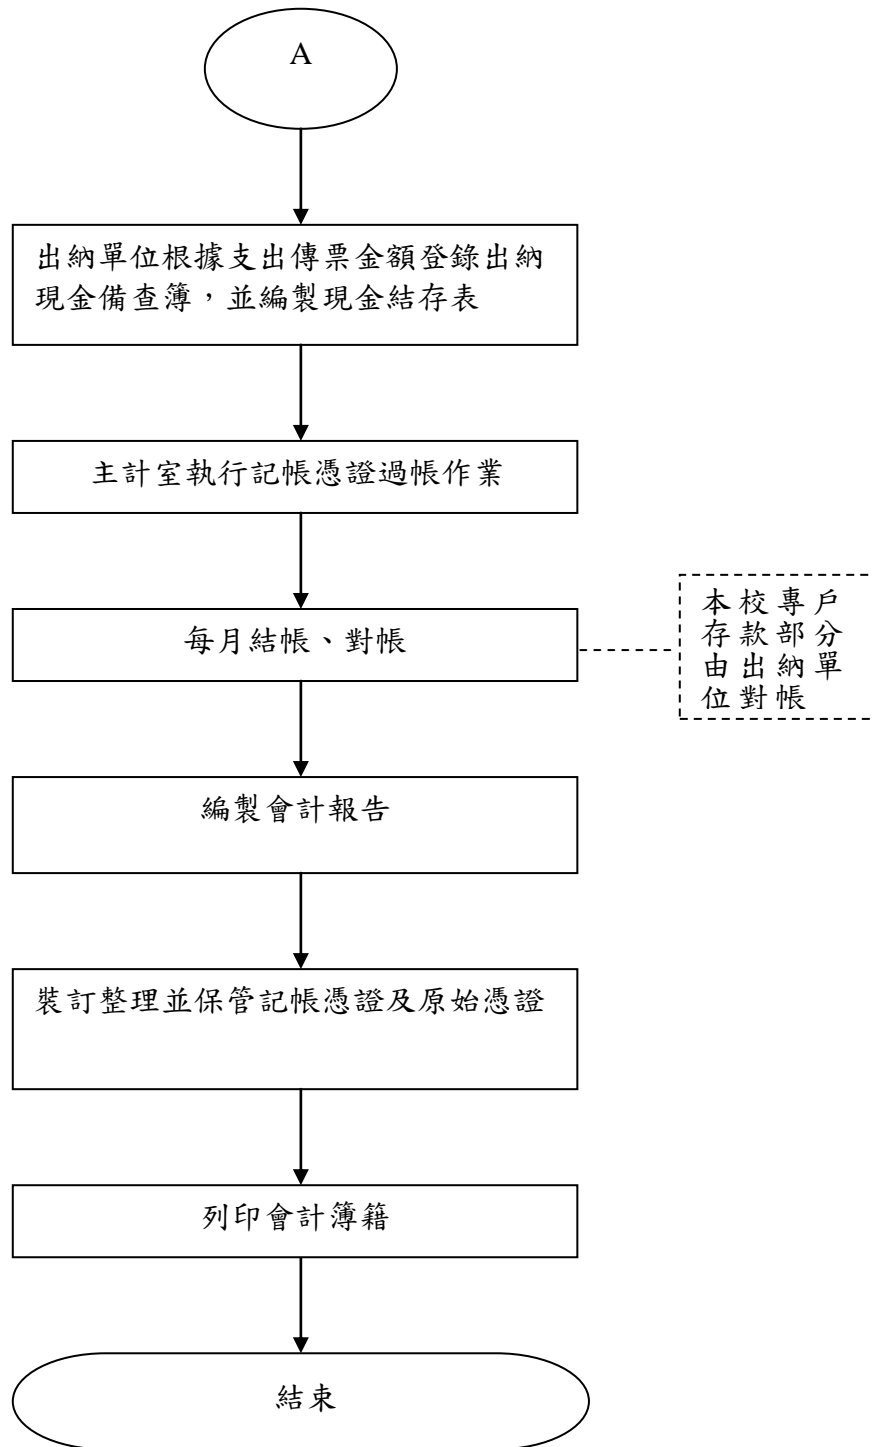 A
出納單位根據支出傳票金額登錄出納
現金備查簿，並編製現金結存表
主計室執行記帳憑證過帳作業
每月結帳、對帳
本校專戶
存款部分
由出納單
位對帳
編製會計報告
裝訂整理並保管記帳憑證及原始憑證
列印會計簿籍
結束